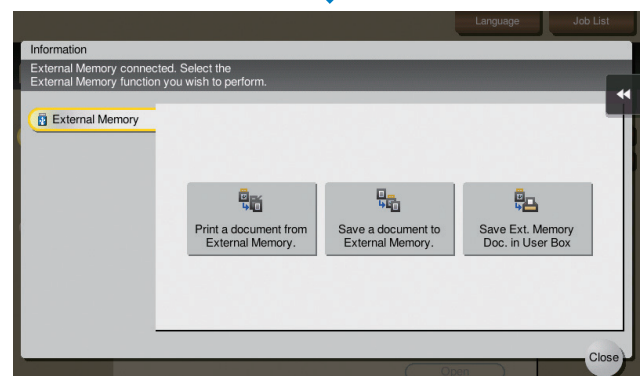 Language
Job List
Information
External Memory connected. Select the
External Memory function you wish to perform.
External Memory
Print a document from
External Memory.
Save a document to
External Memory.
Save Ext. Memory
Doc. in User Box
Close
Open